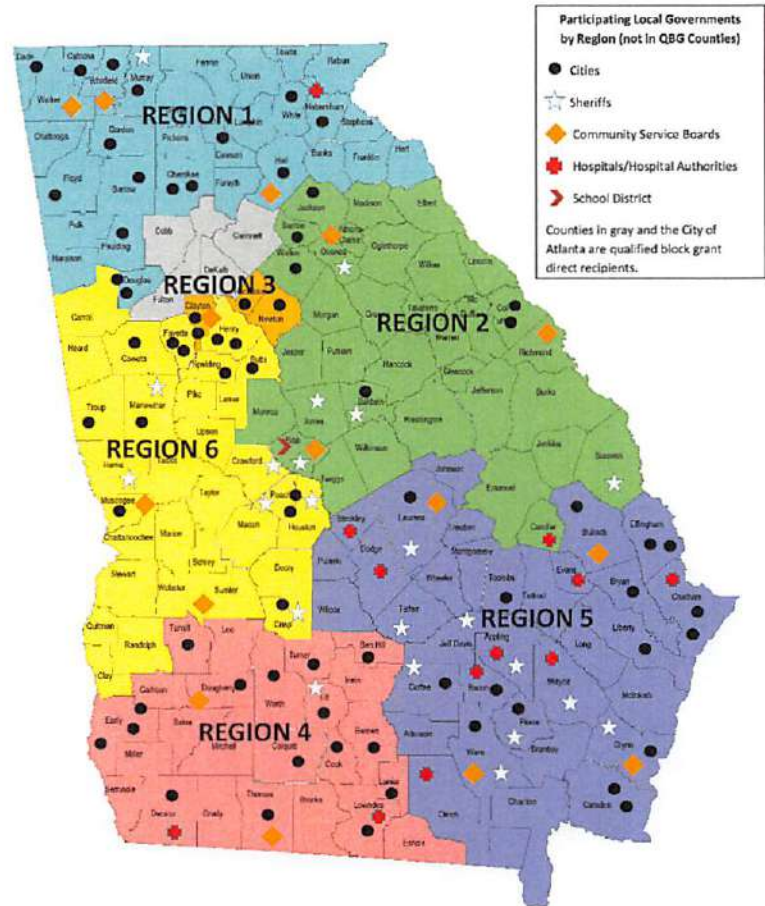 Participating Local Governments
by Region (not in QBG Counties)
Cities
Sheriffs
Community Service Boards
Hospitals/Hospital Authorities
School District
Counties in gray and the City of
Atlanta are qualified block grant
direct recipients.
Dade
Catoosa
Murray
Fannin
Towns
Rabun
Union
Whitfield
Walker
REGION 1
Habersham
White
Stephens
Chattooga
Gordon
Pickens
Lumpkin
Dawson
Banks
Franklin
Hart
Floyd
Bartow
Cherokee
Forsyth
Hall
Polk
Paulding
Haralson
Cobb
Gwinnett
Jackson
Madison
Elbert
Barrow
Oconee
Oglethorpe
Wilkes
Lincoln
Walton
Douglas
Fulton
DeKalb
REGION 3
Newton
Carroll
Clayton
Morgan
REGION 2
Heard
Coweta
Fayette
Henry
Spalding
Butts
Jasper
Putnam
Hancock
Warren
Richmond
Glascock
Jefferson
Burke
Troup
Meriwether
Pike
Lamar
Upson
Monroe
Jones
Baldwin
Washington
REGION 6
Harris
Talbot
Crawford
Bibb
Twiggs
Wilkinson
Jenkins
Screven
Muscogee
Taylor
Peach
Houston
Johnson
Emanuel
Candler
Chattahoochee
Marion
Macon
Bleckley
Laurens
Treutlen
Bulloch
Effingham
Stewart
Schley
Webster
Sumter
Dooly
Pulaski
Dodge
Wheeler
Montgomery
Toombs
Tattnall
Evans
Bryan
Chatham
Quitman
Randolph
Crisp
Wilcox
Telfair
REGION 5
Liberty
Clay
Terrell
Lee
Turner
Ben Hill
Jeff Davis
Appling
Long
Wayne
McIntosh
Calhoun
Dougherty
Worth
Tift
Irwin
Coffee
Bacon
Pierce
Early
Baker
REGION 4
Mitchell
Colquitt
Cook
Berrien
Atkinson
Ware
Brantley
Glynn
Miller
Seminole
Decatur
Grady
Thomas
Brooks
Lowndes
Lanier
Echols
Clinch
Charlton
Camden